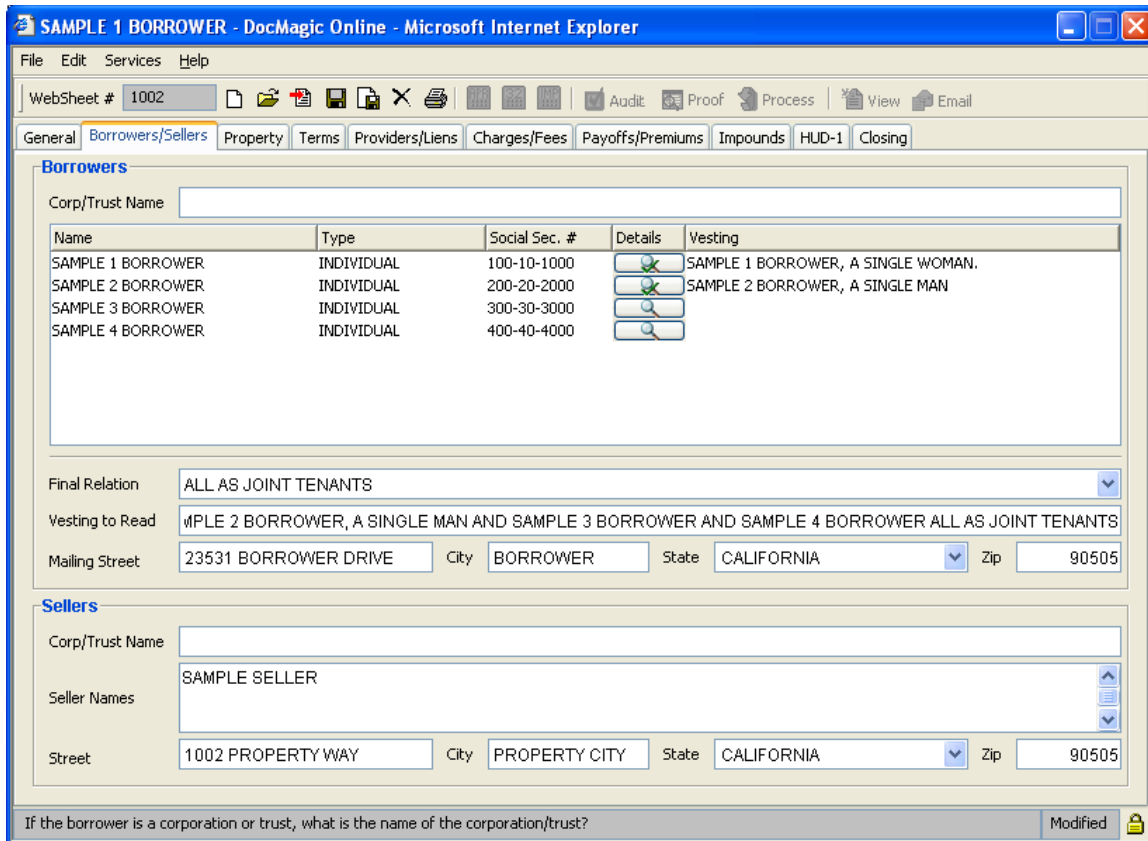 SAMPLE 1 BORROWER - DocMagic Online - Microsoft Internet Explorer
File Edit Services Help
WebSheet # 1002 Audit Proof Process View Email
General Borrowers/Sellers Property Terms Providers/Liens Charges/Fees Payoffs/Premiums Impounds HUD-1 Closing
Borrowers
Corp/Trust Name
Name Type Social Sec. # Details Vesting
SAMPLE 1 BORROWER INDIVIDUAL 100-10-1000 SAMPLE 1 BORROWER, A SINGLE WOMAN.
SAMPLE 2 BORROWER INDIVIDUAL 200-20-2000 SAMPLE 2 BORROWER, A SINGLE MAN
SAMPLE 3 BORROWER INDIVIDUAL 300-30-3000
SAMPLE 4 BORROWER INDIVIDUAL 400-40-4000
Final Relation ALL AS JOINT TENANTS
Vesting to Read MPLE 2 BORROWER, A SINGLE MAN AND SAMPLE 3 BORROWER AND SAMPLE 4 BORROWER ALL AS JOINT TENANTS
Mailing Street 23531 BORROWER DRIVE City BORROWER State CALIFORNIA Zip 90505
Sellers
Corp/Trust Name
Seller Names SAMPLE SELLER
Street 1002 PROPERTY WAY City PROPERTY CITY State CALIFORNIA Zip 90505
If the borrower is a corporation or trust, what is the name of the corporation/trust? Modified